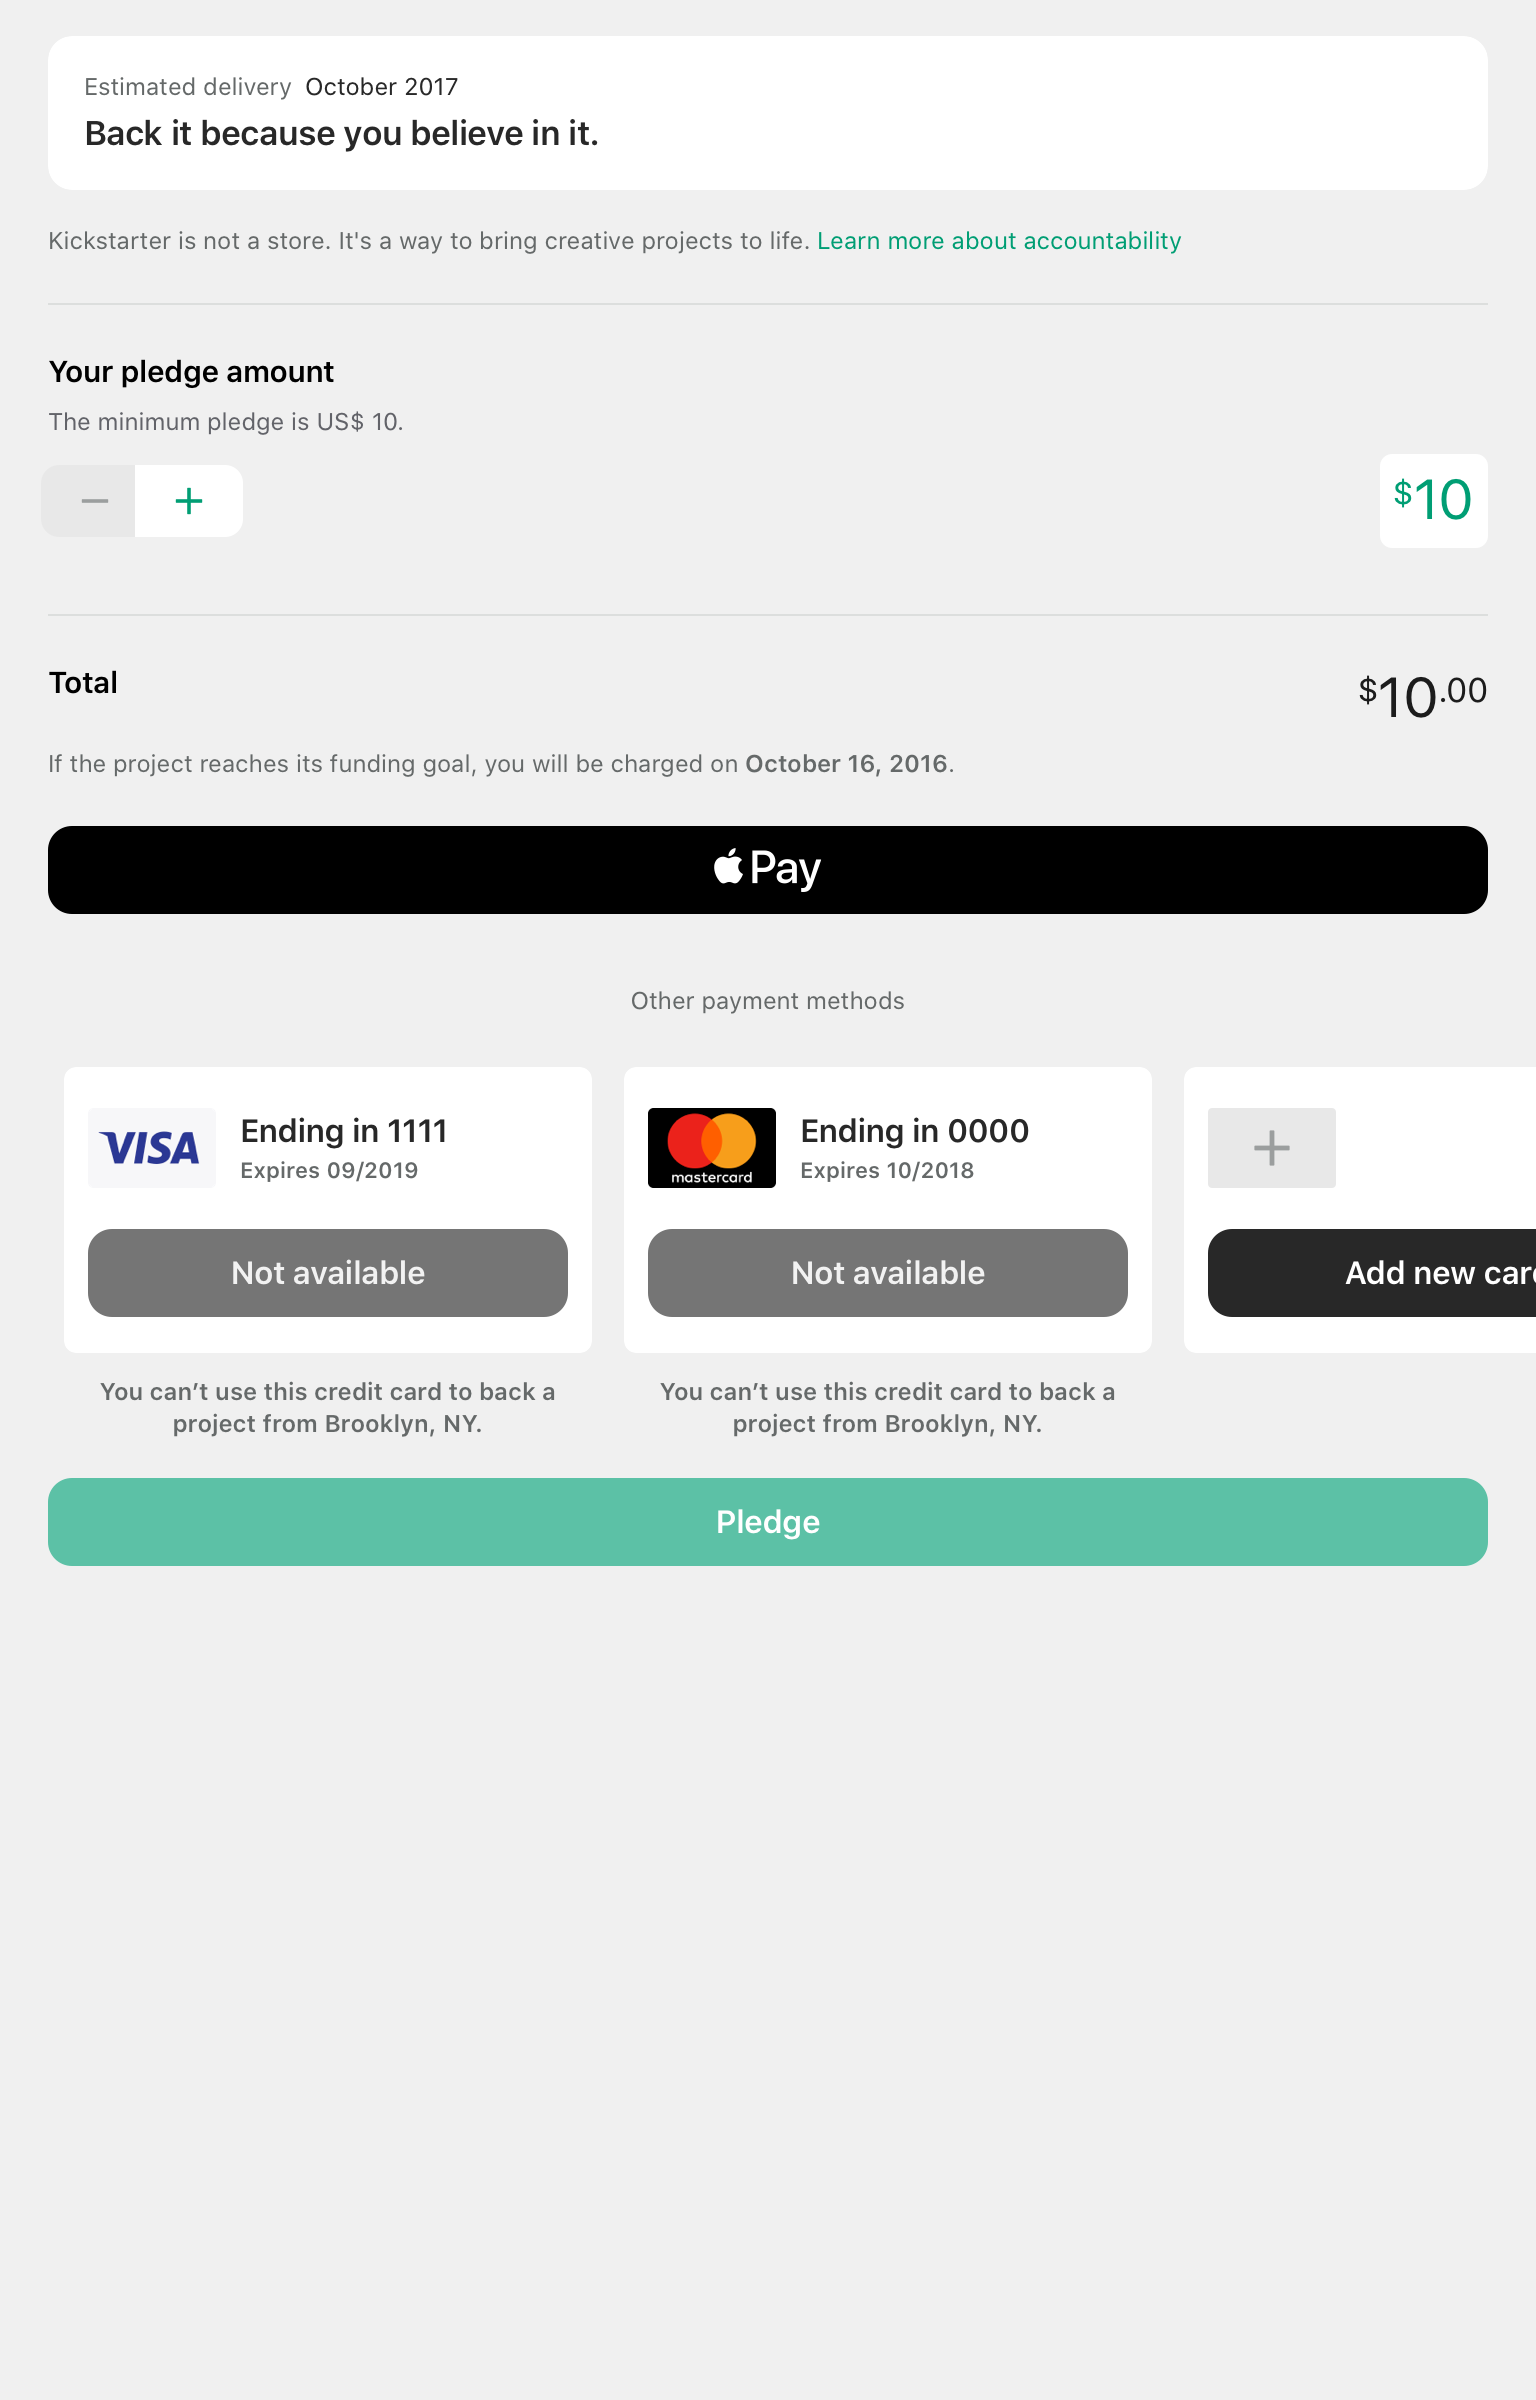 Estimated delivery October 2017
Back it because you believe in it.
Kickstarter is not a store. It's a way to bring creative projects to life. Learn more about accountability
Your pledge amount
The minimum pledge is US$ 10.
$10
Total
$10.00
If the project reaches its funding goal, you will be charged on October 16, 2016.
Pay
Other payment methods
VISA
Ending in 1111
Expires 09/2019
Not available
You can’t use this credit card to back a
project from Brooklyn, NY.
mastercard
Ending in 0000
Expires 10/2018
Not available
You can’t use this credit card to back a
project from Brooklyn, NY.
Add new car
Pledge